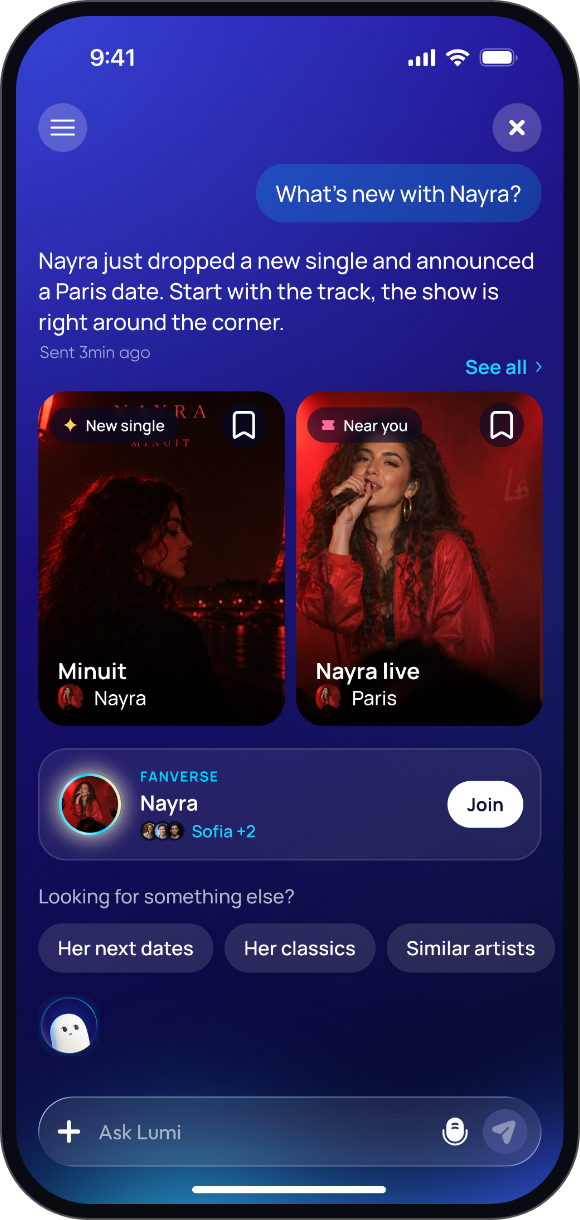 9:41
What's new with Nayra?
Nayra just dropped a new single and announced
a Paris date. Start with the track, the show is
right around the corner.
Sent 3min ago
See all
NAYRA
MINUIT
New single
Near you
Minuit
Nayra
Nayra live
Paris
FANVERSE
Nayra
Sofia +2
Join
Looking for something else?
Her next dates
Her classics
Similar artists
Ask Lumi